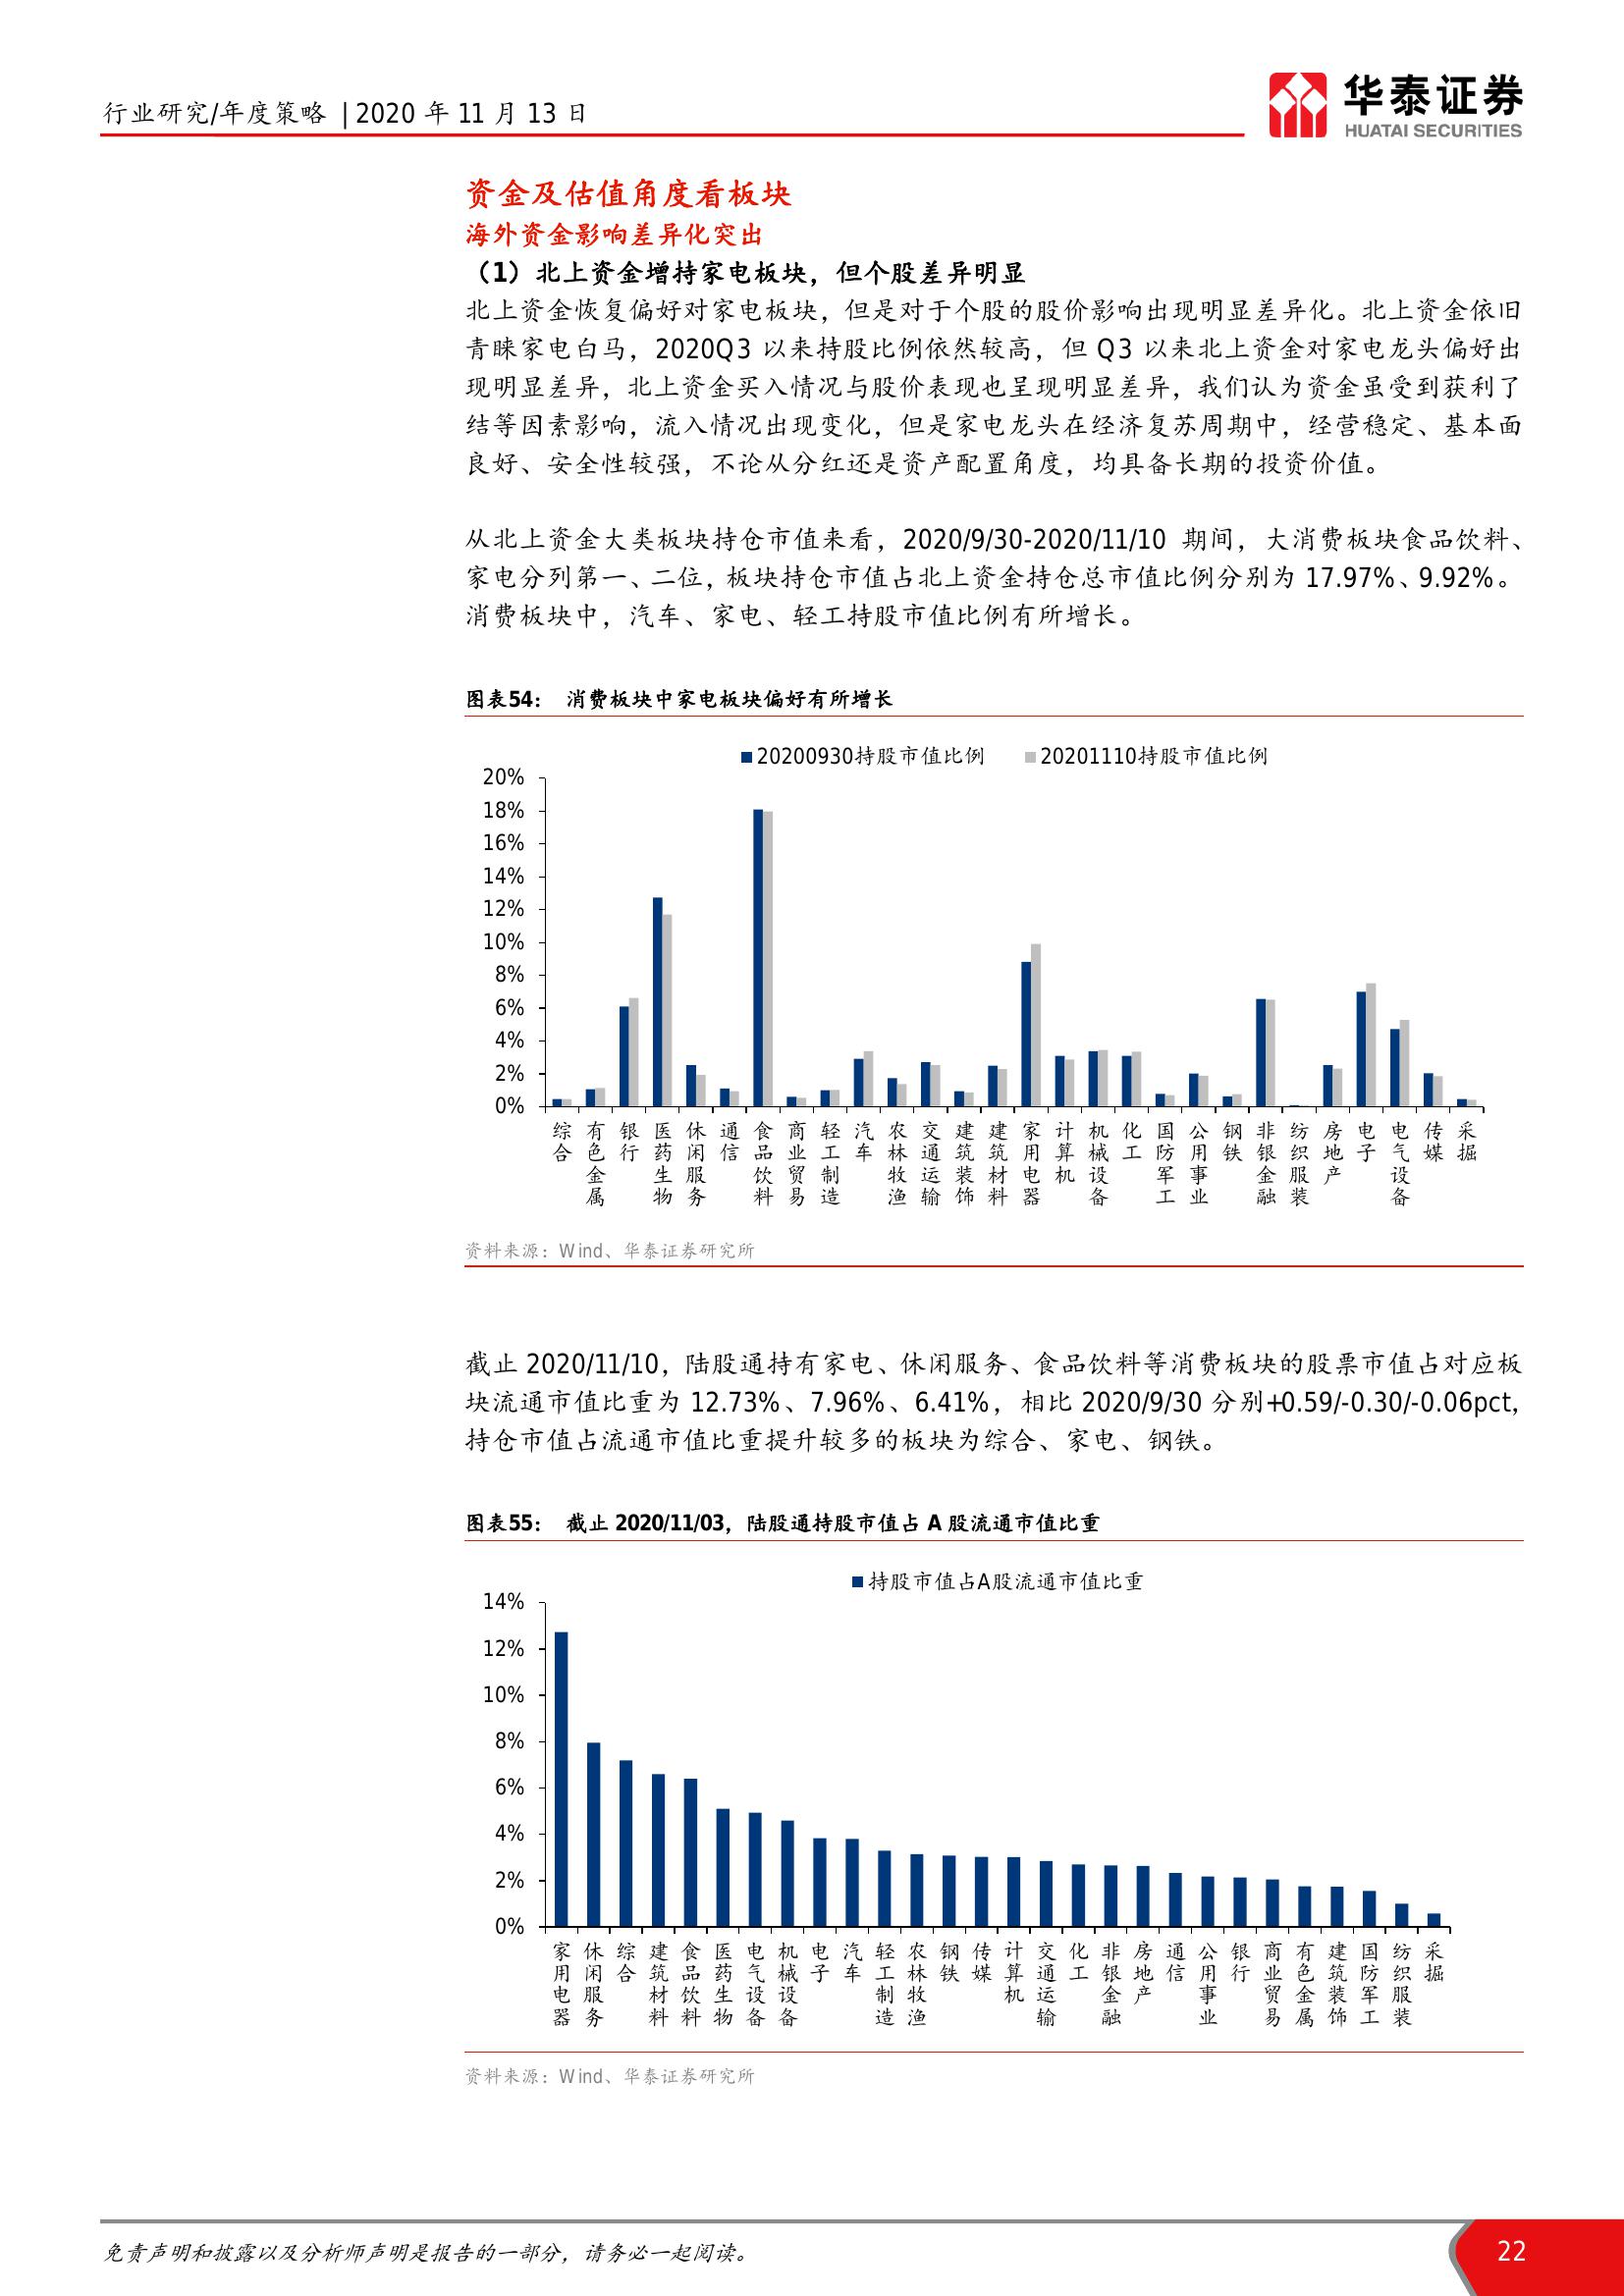 行业研究/年度策略 | 2020 年 11 月 13 日
华泰证券
HUATAI SECURITIES
资金及估值角度看板块
海外资金影响差异化突出
（1）北上资金增持家电板块，但个股差异明显
北上资金恢复偏好对家电板块，但是对于个股的股价影响出现明显差异化。北上资金依旧
青睐家电白马，2020Q3 以来持股比例依然较高，但 Q3 以来北上资金对家电龙头偏好出
现明显差异，北上资金买入情况与股价表现也呈现明显差异，我们认为资金虽受到获利了
结等因素影响，流入情况出现变化，但是家电龙头在经济复苏周期中，经营稳定、基本面
良好、安全性较强，不论从分红还是资产配置角度，均具备长期的投资价值。
从北上资金大类板块持仓市值来看，2020/9/30-2020/11/10 期间，大消费板块食品饮料、
家电分列第一、二位，板块持仓市值占北上资金持仓总市值比例分别为 17.97%、9.92%。
消费板块中，汽车、家电、轻工持股市值比例有所增长。
图表54： 消费板块中家电板块偏好有所增长
20200930持股市值比例 20201110持股市值比例
20%
18%
16%
14%
12%
10%
8%
6%
4%
2%
0%
综合 有色金属 银行 医药生物 休闲服务 通信 食品饮料 商业贸易 轻工制造 汽车 农林牧渔 交通运输 建筑装饰 建筑材料 家用电器 计算机 机械设备 化工 国防军工 公用事业 钢铁 非银金融 纺织服装 房地产 电子 电气设备 传媒 采掘
资料来源：Wind、华泰证券研究所
截止 2020/11/10，陆股通持有家电、休闲服务、食品饮料等消费板块的股票市值占对应板
块流通市值比重为 12.73%、7.96%、6.41%，相比 2020/9/30 分别+0.59/-0.30/-0.06pct，
持仓市值占流通市值比重提升较多的板块为综合、家电、钢铁。
图表55： 截止 2020/11/03，陆股通持股市值占 A 股流通市值比重
持股市值占A股流通市值比重
14%
12%
10%
8%
6%
4%
2%
0%
家用电器 休闲服务 综合 建筑材料 食品饮料 医药生物 电气设备 机械设备 电子 汽车 轻工制造 农林牧渔 钢铁 传媒 计算机 交通运输 化工 非银金融 房地产 通信 公用事业 银行 商业贸易 有色金属 建筑装饰 国防军工 纺织服装 采掘
资料来源：Wind、华泰证券研究所
免责声明和披露以及分析师声明是报告的一部分，请务必一起阅读。
22